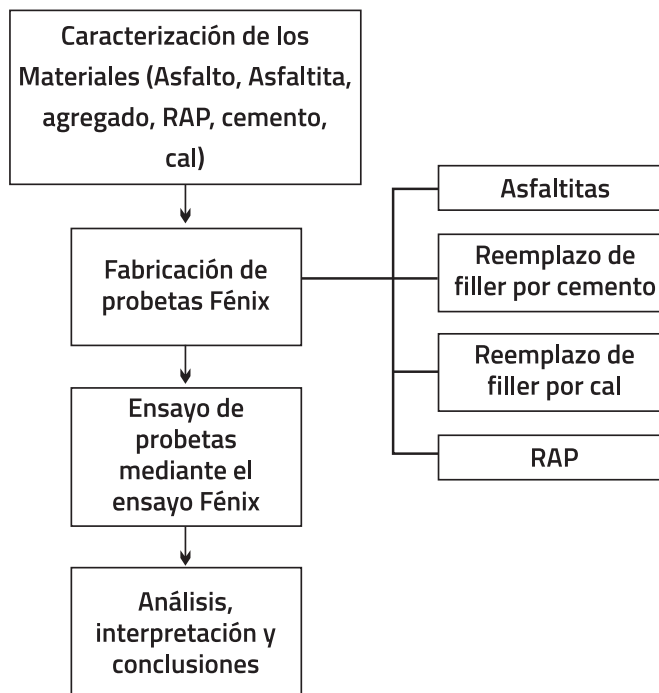 Caracterización de los
Materiales (Asfalto, Asfaltita,
agregado, RAP, cemento,
cal)
Fabricación de
probetas Fénix
Asfaltitas
Reemplazo de
filler por cemento
Reemplazo de
filler por cal
RAP
Ensayo de
probetas
mediante el
ensayo Fénix
Análisis,
interpretación y
conclusiones